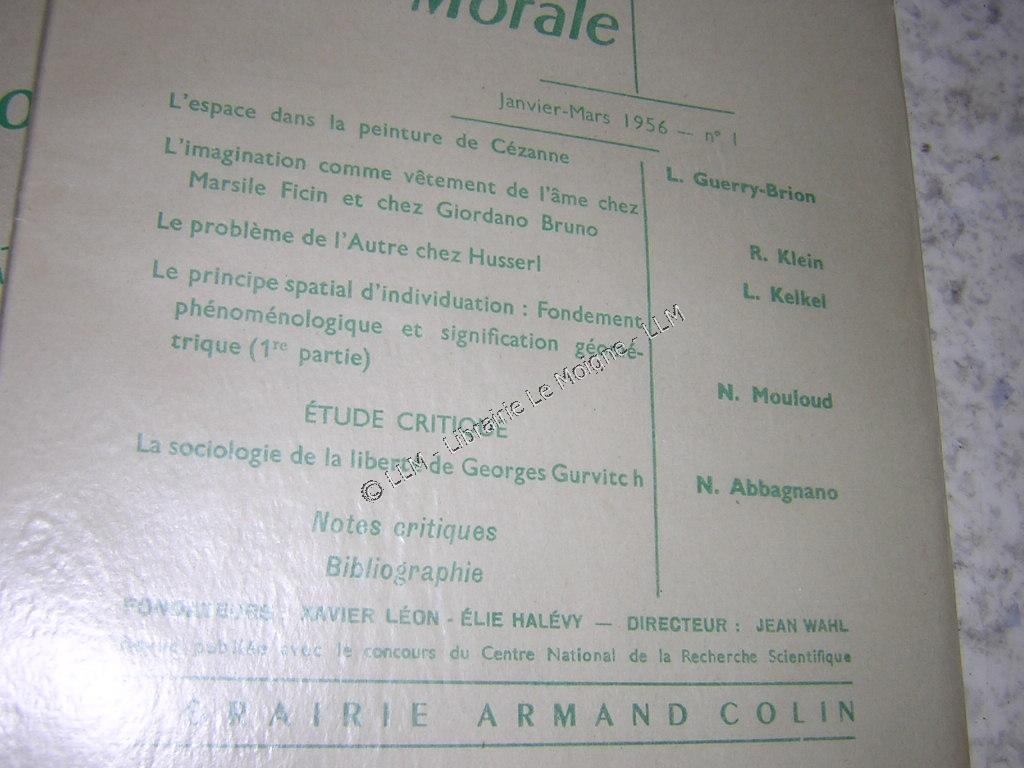 Morale
Janvier-Mars 1956 — n° 1
L'espace dans la peinture de Cézanne
L. Guerry-Brion
L'imagination comme vêtement de l'âme chez
Marsile Ficin et chez Giordano Bruno
R. Klein
Le problème de l'Autre chez Husserl
L. Kelkel
Le principe spatial d'individuation : Fondement
phénoménologique et signification géomé-
trique (1re partie)
N. Mouloud
ÉTUDE CRITIQUE
La sociologie de la liberté de Georges Gurvitch
N. Abbagnano
Notes critiques
Bibliographie
FONDATEURS : XAVIER LÉON - ÉLIE HALÉVY — DIRECTEUR : JEAN WAHL
Revue publiée avec le concours du Centre National de la Recherche Scientifique
ARMAND COLIN
© LLM - Librairie Le Moigne - LLM